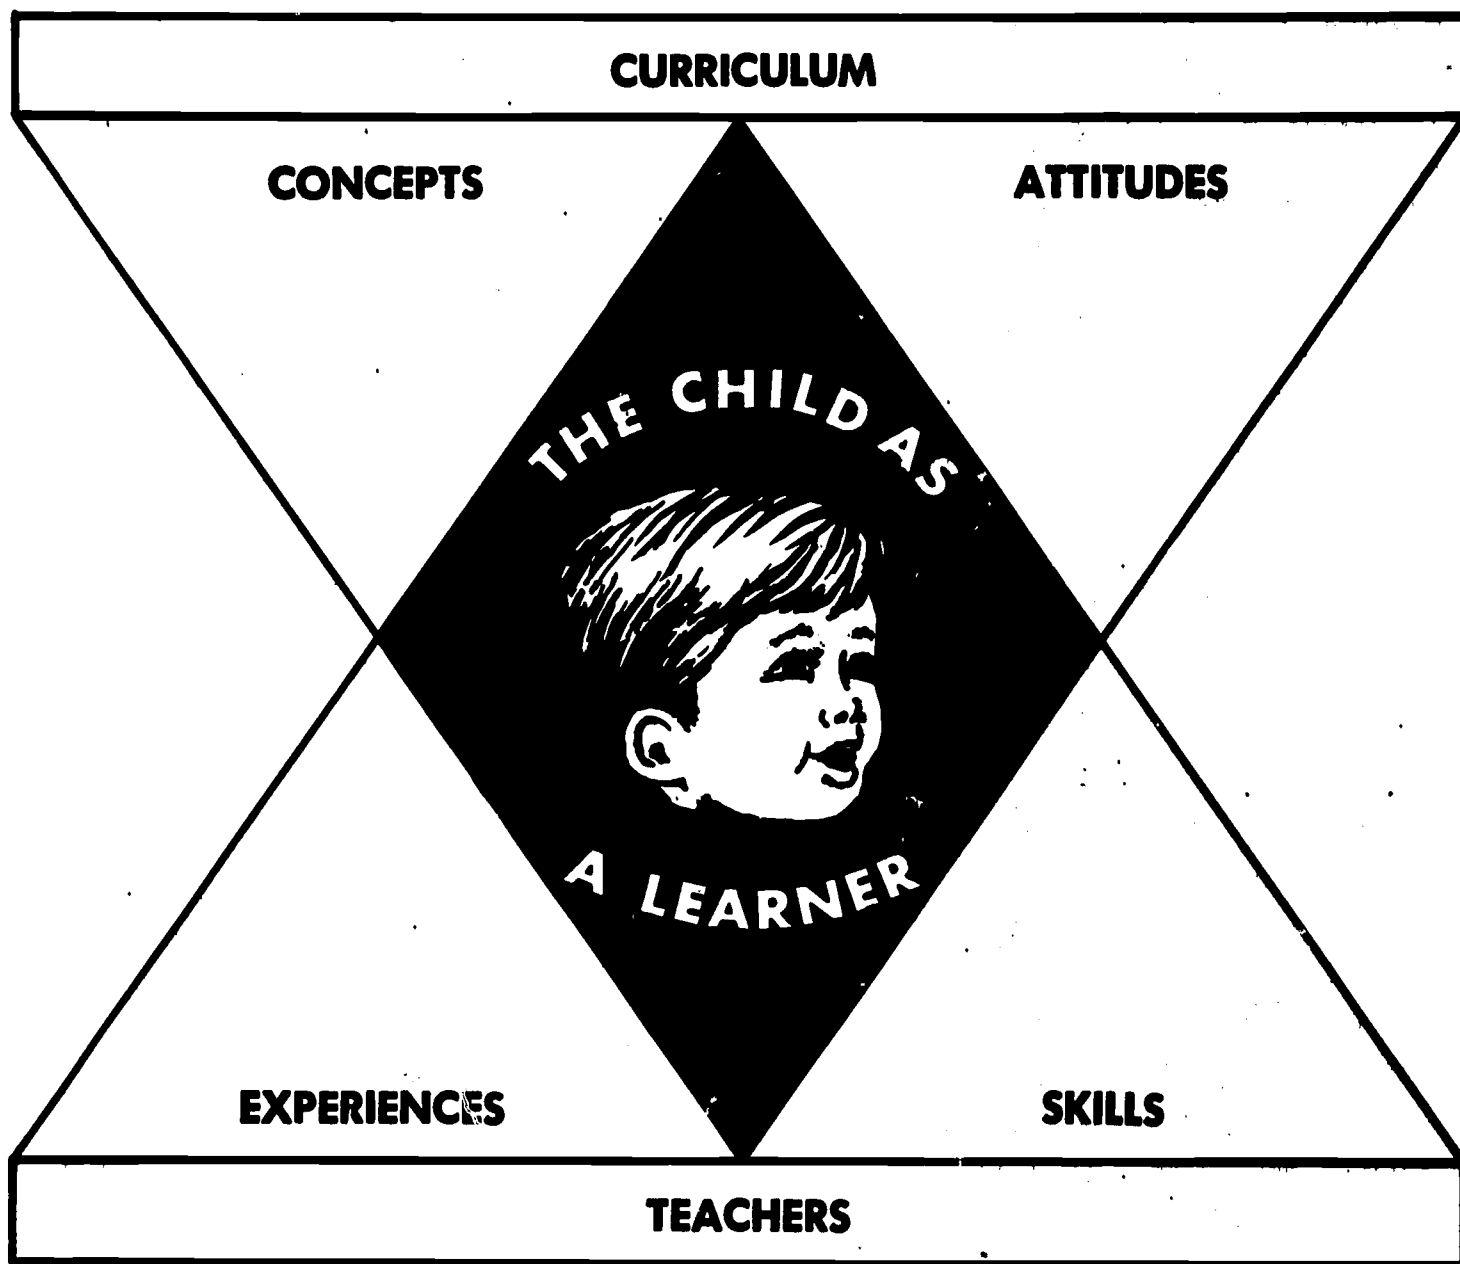 CURRICULUM
CONCEPTS
ATTITUDES
THE CHILD AS
A LEARNER
EXPERIENCES
SKILLS
TEACHERS